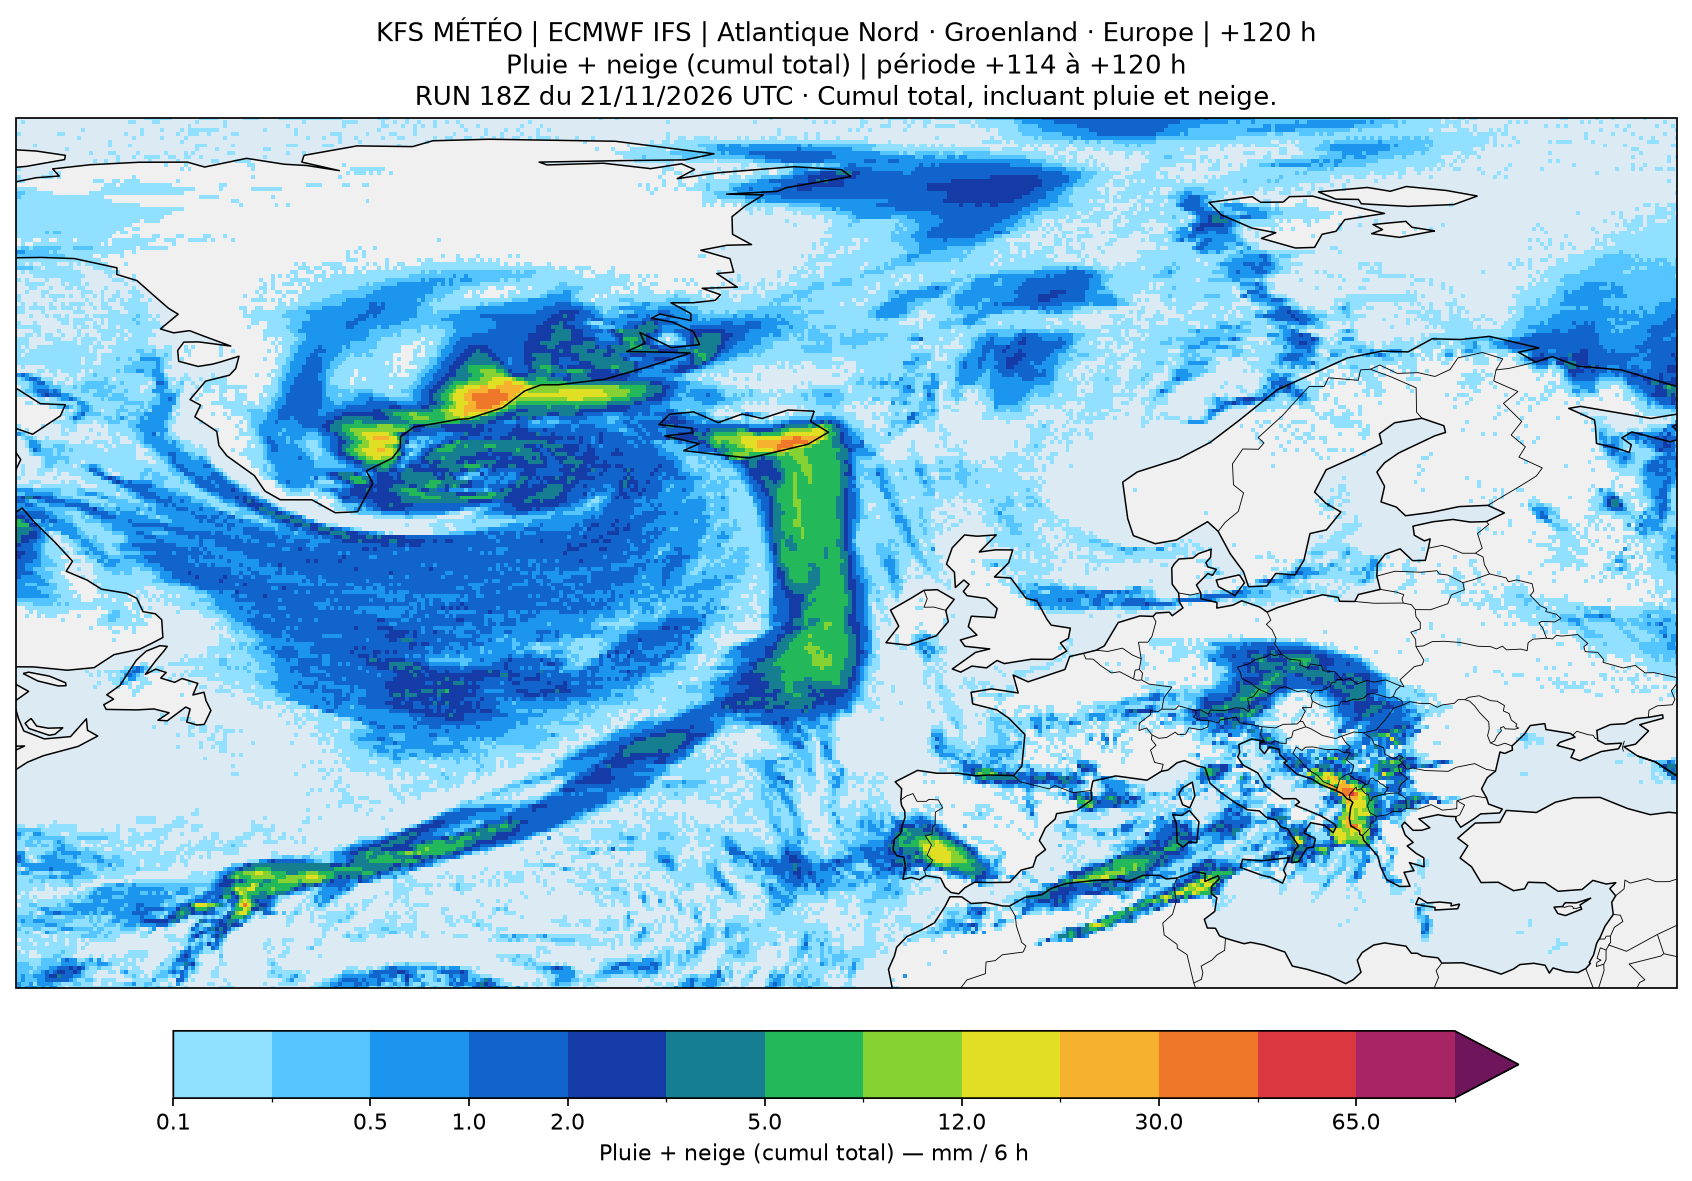 KFS MÉTÉO | ECMWF IFS | Atlantique Nord · Groenland · Europe | +120 h
Pluie + neige (cumul total) | période +114 à +120 h
RUN 18Z du 21/11/2026 UTC · Cumul total, incluant pluie et neige.
0.1 0.5 1.0 2.0 5.0 12.0 30.0 65.0
Pluie + neige (cumul total) — mm / 6 h